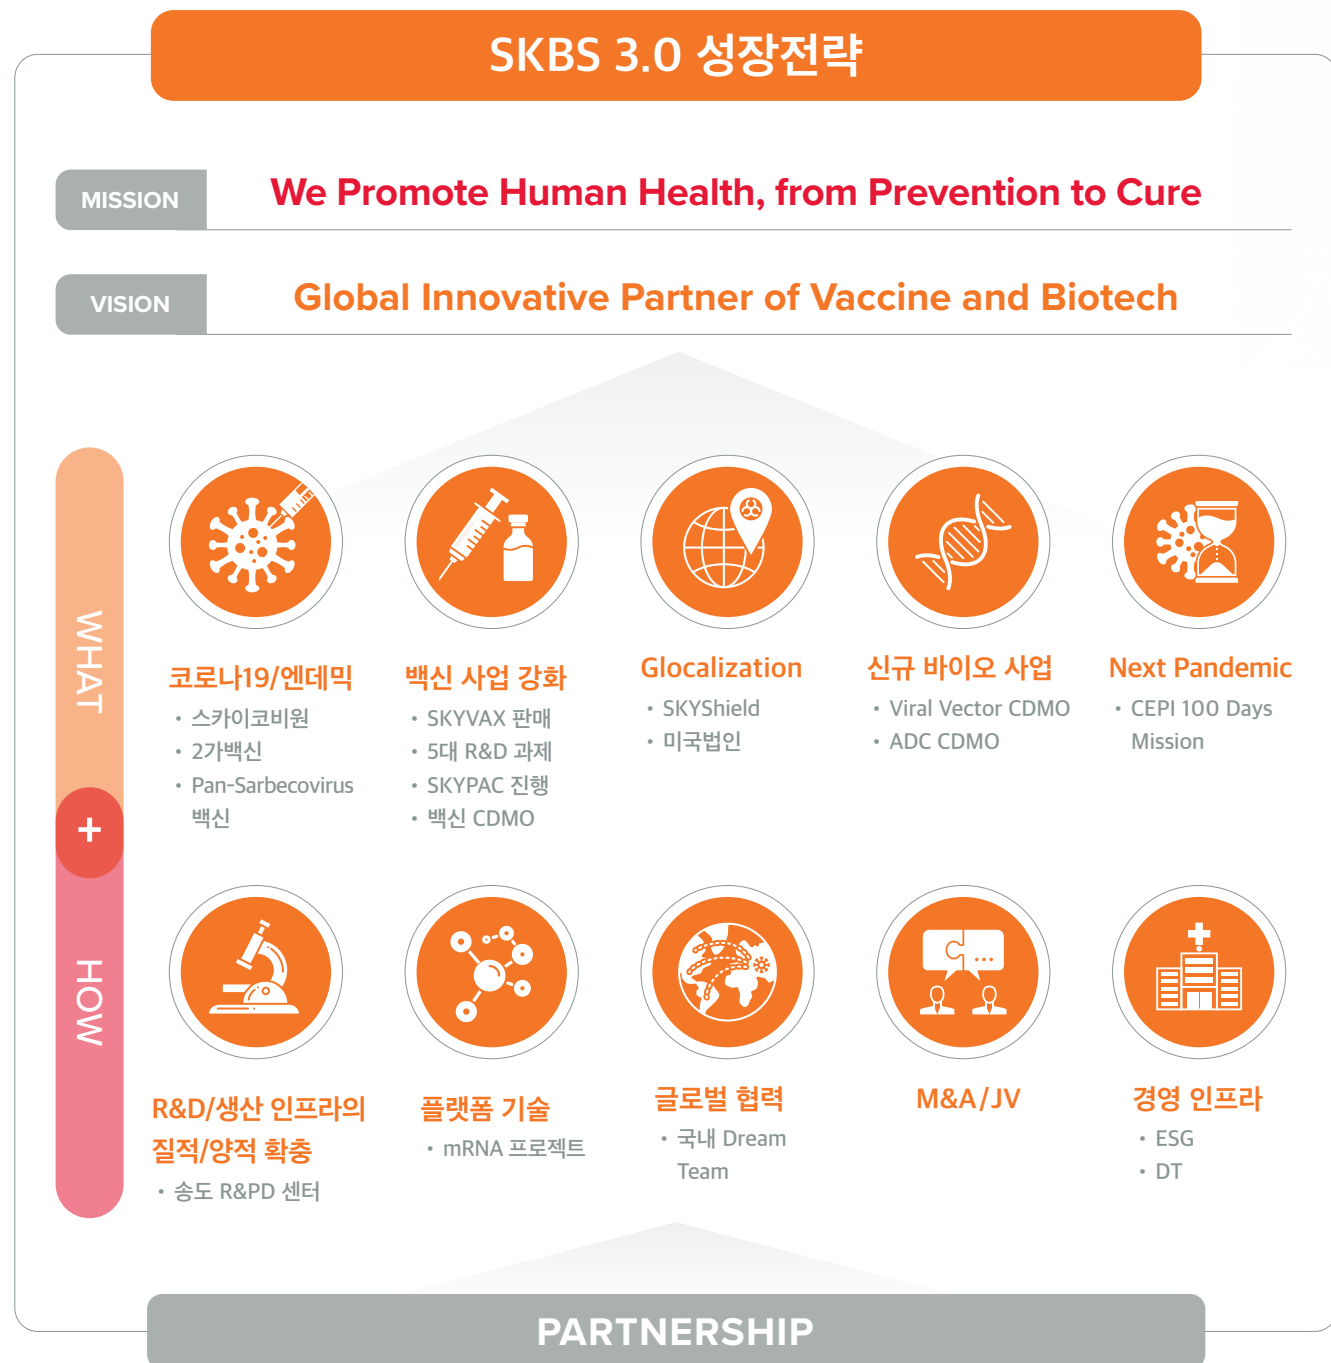 SKBS 3.0 성장전략
MISSION
We Promote Human Health, from Prevention to Cure
VISION
Global Innovative Partner of Vaccine and Biotech
WHAT
코로나19/엔데믹
• 스카이코비원
• 2가백신
• Pan-Sarbecovirus
백신
백신 사업 강화
• SKYVAX 판매
• 5대 R&D 과제
• SKYPAC 진행
• 백신 CDMO
Glocalization
• SKYShield
• 미국법인
신규 바이오 사업
• Viral Vector CDMO
• ADC CDMO
Next Pandemic
• CEPI 100 Days
Mission
+
HOW
R&D/생산 인프라의
질적/양적 확충
• 송도 R&PD 센터
플랫폼 기술
• mRNA 프로젝트
글로벌 협력
• 국내 Dream
Team
M&A/JV
경영 인프라
• ESG
• DT
PARTNERSHIP